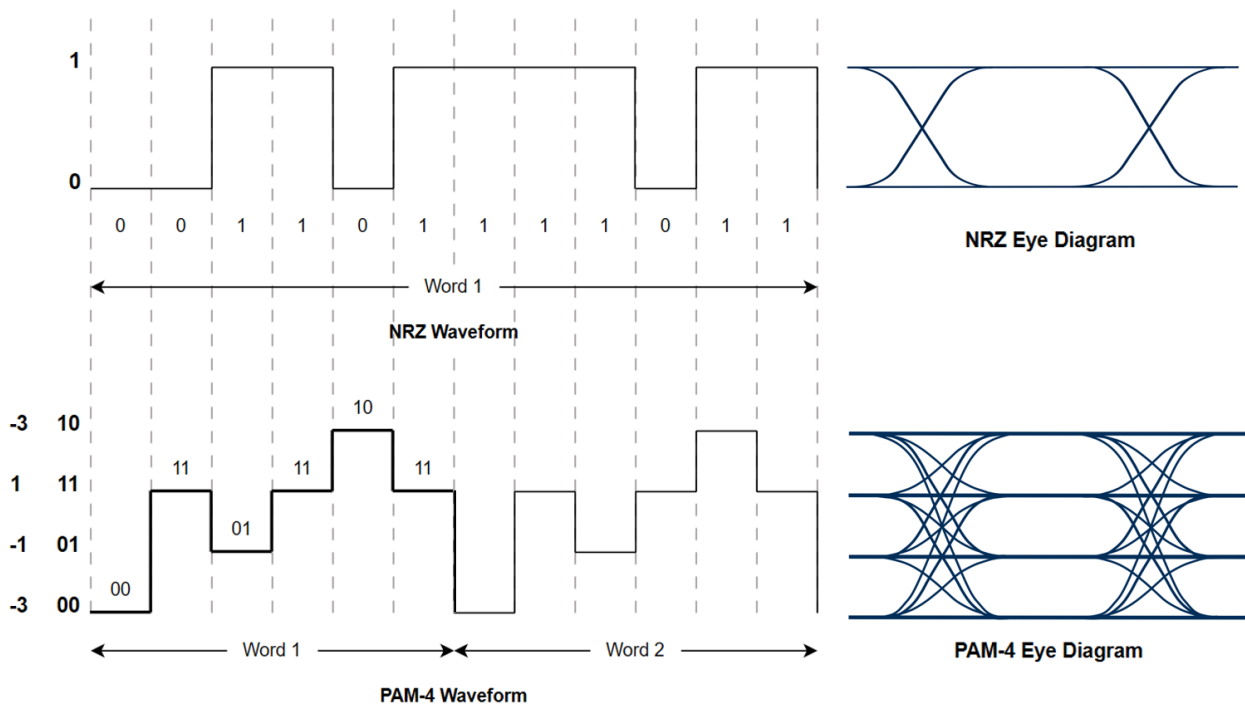 1
0
0 0 1 1 0 1 1 1 1 0 1 1
Word 1
NRZ Waveform
NRZ Eye Diagram
-3 10
10
1 11
11 11 11
-1 01
01
-3 00
00
Word 1 Word 2
PAM-4 Waveform
PAM-4 Eye Diagram